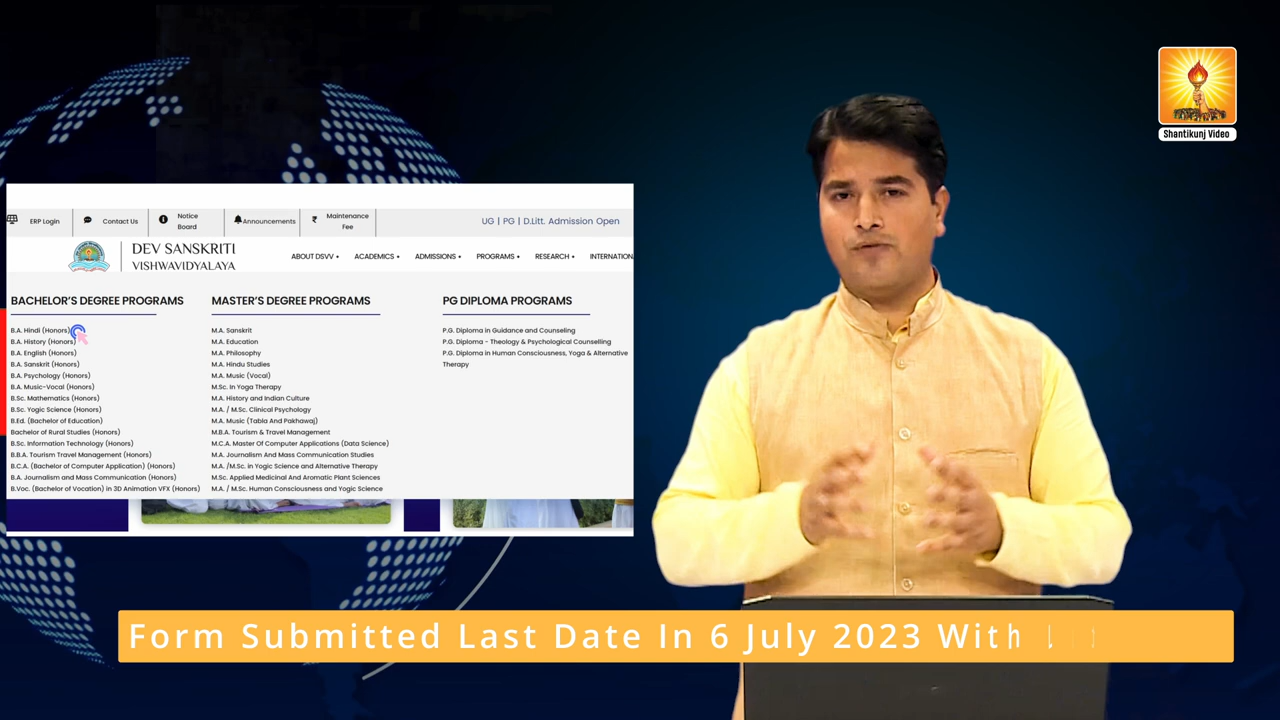 Shantikunj Video
ERP Login
Contact Us
Notice
Board
Announcements
Maintenance
Fee
UG | PG | D.Litt. Admission Open
DEV SANSKRITI
VISHWAVIDYALAYA
ABOUT DSVV
ACADEMICS
ADMISSIONS
PROGRAMS
RESEARCH
INTERNATION
BACHELOR'S DEGREE PROGRAMS
B.A. Hindi (Honors)
B.A. History (Honors)
B.A. English (Honors)
B.A. Sanskrit (Honors)
B.A. Psychology (Honors)
B.A. Music-Vocal (Honors)
B.Sc. Mathematics (Honors)
B.Sc. Yogic Science (Honors)
B.Ed. (Bachelor of Education)
Bachelor of Rural Studies (Honors)
B.Sc. Information Technology (Honors)
B.B.A. Tourism Travel Management (Honors)
B.C.A. (Bachelor of Computer Application) (Honors)
B.A. Journalism and Mass Communication (Honors)
B.Voc. (Bachelor of Vocation) in 3D Animation VFX (Honors)
MASTER'S DEGREE PROGRAMS
M.A. Sanskrit
M.A. Education
M.A. Philosophy
M.A. Hindu Studies
M.A. Music (Vocal)
M.Sc. In Yoga Therapy
M.A. History and Indian Culture
M.A. / M.Sc. Clinical Psychology
M.A. Music (Tabla And Pakhawaj)
M.B.A. Tourism & Travel Management
M.C.A. Master Of Computer Applications (Data Science)
M.A. Journalism And Mass Communication Studies
M.A. /M.Sc. in Yogic Science and Alternative Therapy
M.Sc. Applied Medicinal And Aromatic Plant Sciences
M.A. / M.Sc. Human Consciousness and Yogic Science
PG DIPLOMA PROGRAMS
P.G. Diploma in Guidance and Counseling
P.G. Diploma - Theology & Psychological Counselling
P.G. Diploma in Human Consciousness, Yoga & Alternative
Therapy
Form Submitted Last Date In 6 July 2023 With